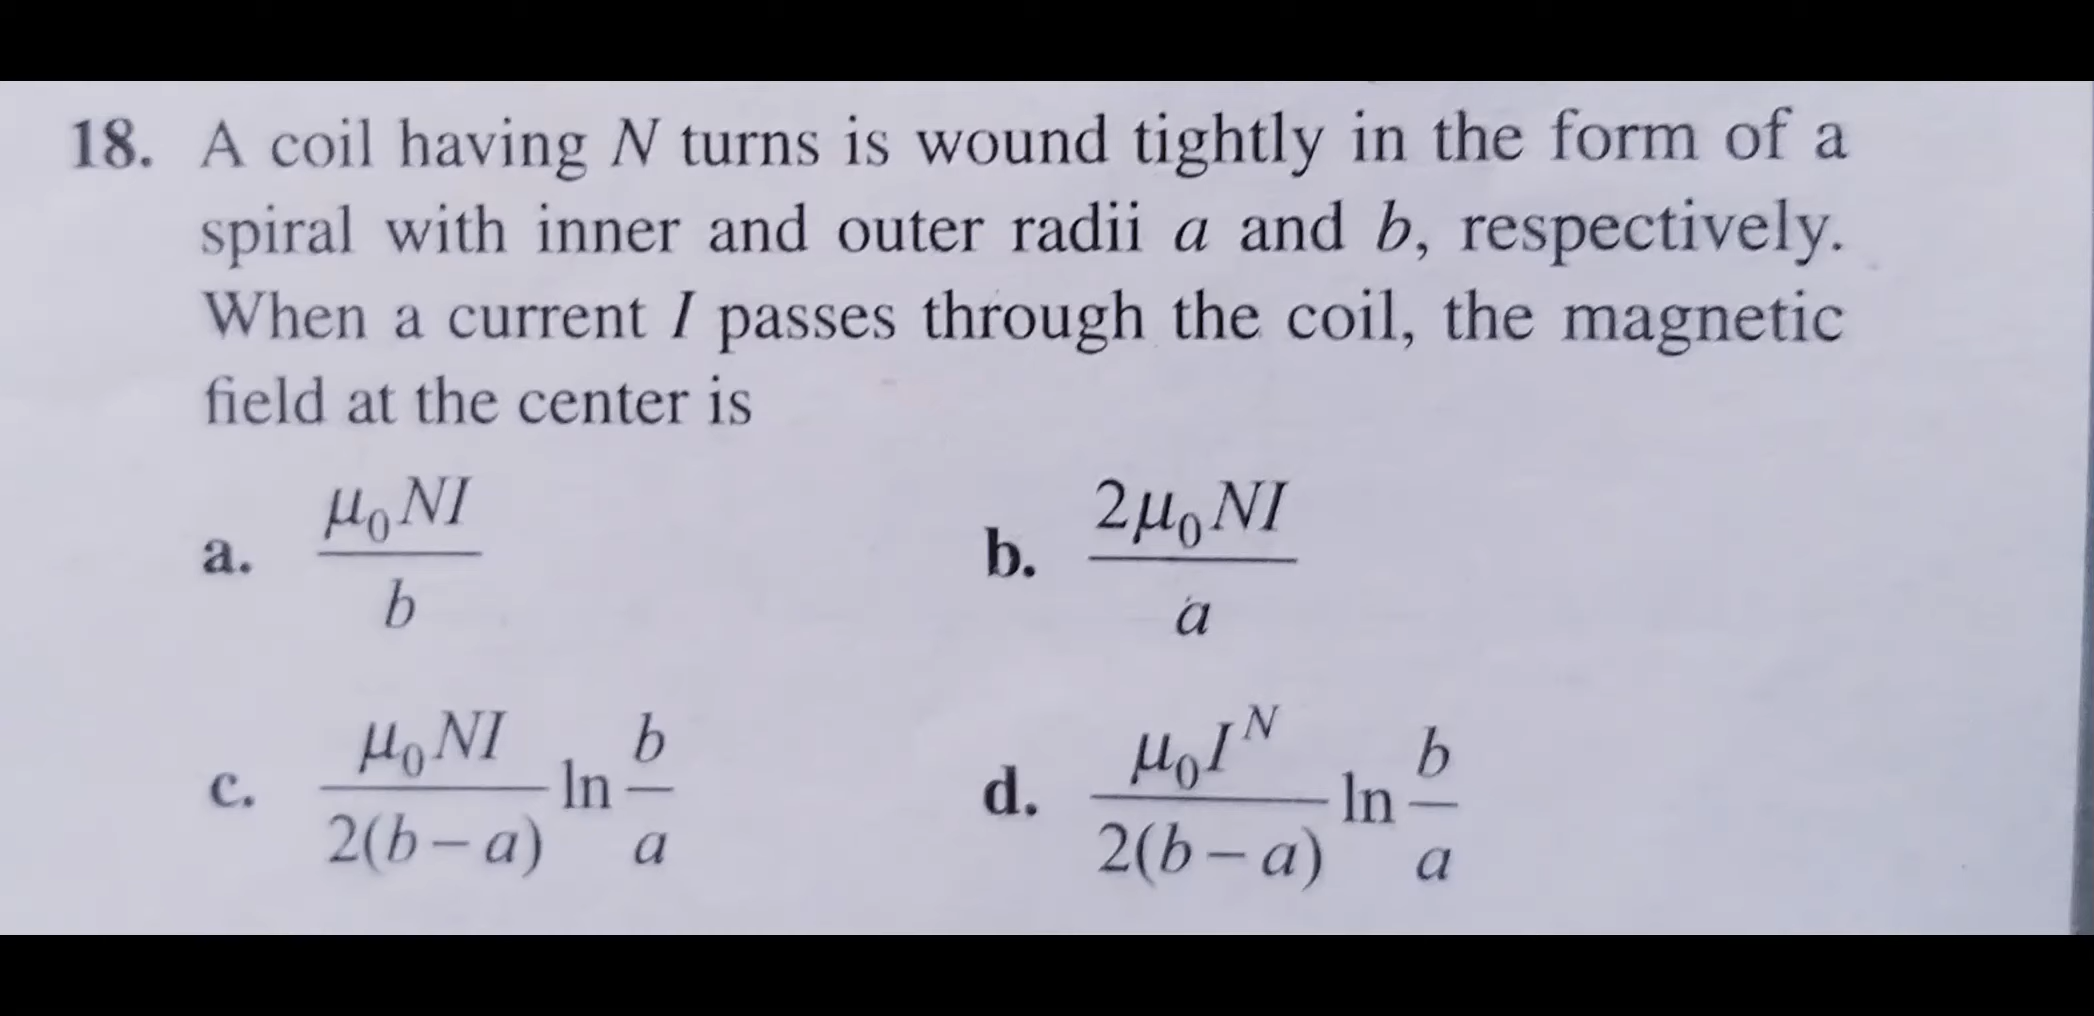 18. A coil having N turns is wound tightly in the form of a
spiral with inner and outer radii a and b, respectively.
When a current I passes through the coil, the magnetic
field at the center is
a. μ₀NI / b
b. 2μ₀NI / a
c. μ₀NI / 2(b – a) ln b / a
d. μ₀Iᴺ / 2(b – a) ln b / a